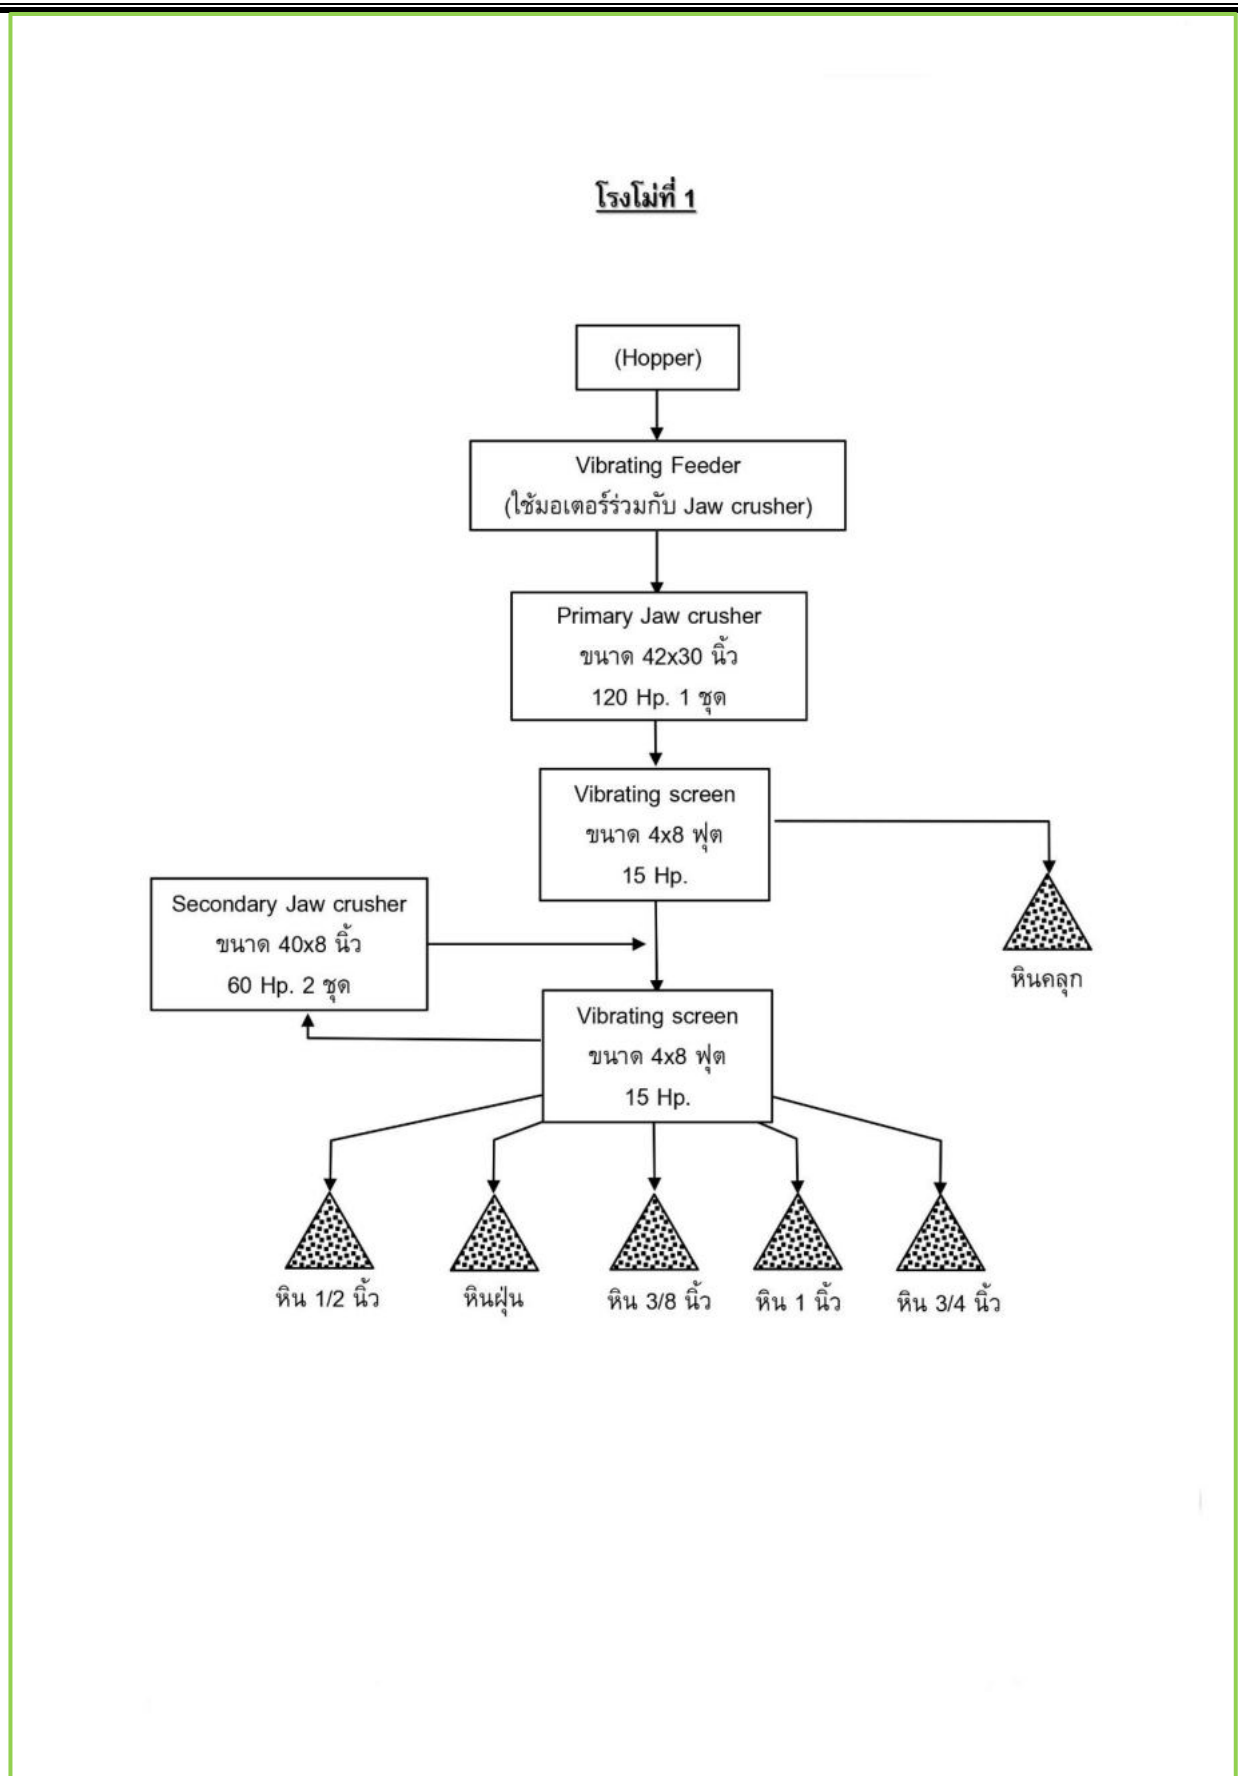 โรงโม่ที่ 1
(Hopper)
Vibrating Feeder
(ใช้มอเตอร์ร่วมกับ Jaw crusher)
Primary Jaw crusher
ขนาด 42x30 นิ้ว
120 Hp. 1 ชุด
Vibrating screen
ขนาด 4x8 ฟุต
15 Hp.
Secondary Jaw crusher
ขนาด 40x8 นิ้ว
60 Hp. 2 ชุด
หินคลุก
Vibrating screen
ขนาด 4x8 ฟุต
15 Hp.
หิน 1/2 นิ้ว
หินฝุ่น
หิน 3/8 นิ้ว
หิน 1 นิ้ว
หิน 3/4 นิ้ว